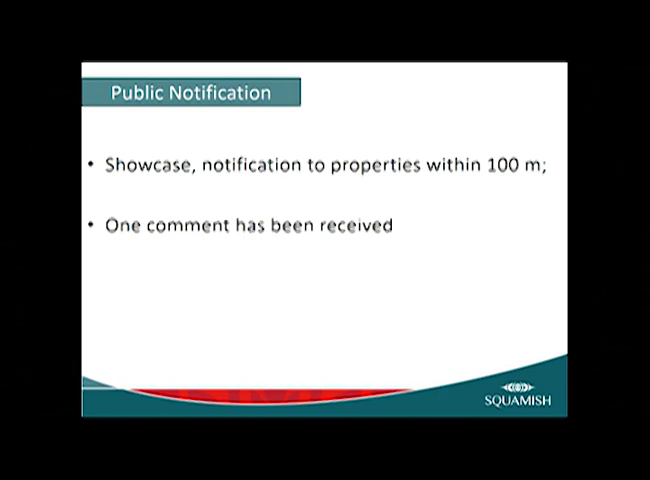 Public Notification
• Showcase, notification to properties within 100 m;
• One comment has been received
SQUAMISH